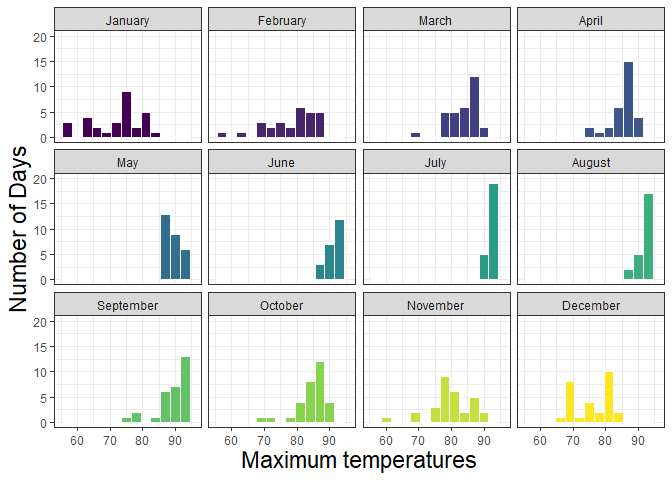 January February March April
20
15
10
5
0
May June July August
20
15
10
5
0
September October November December
20
15
10
5
0
60 70 80 90 60 70 80 90 60 70 80 90 60 70 80 90
Maximum temperatures
Number of Days